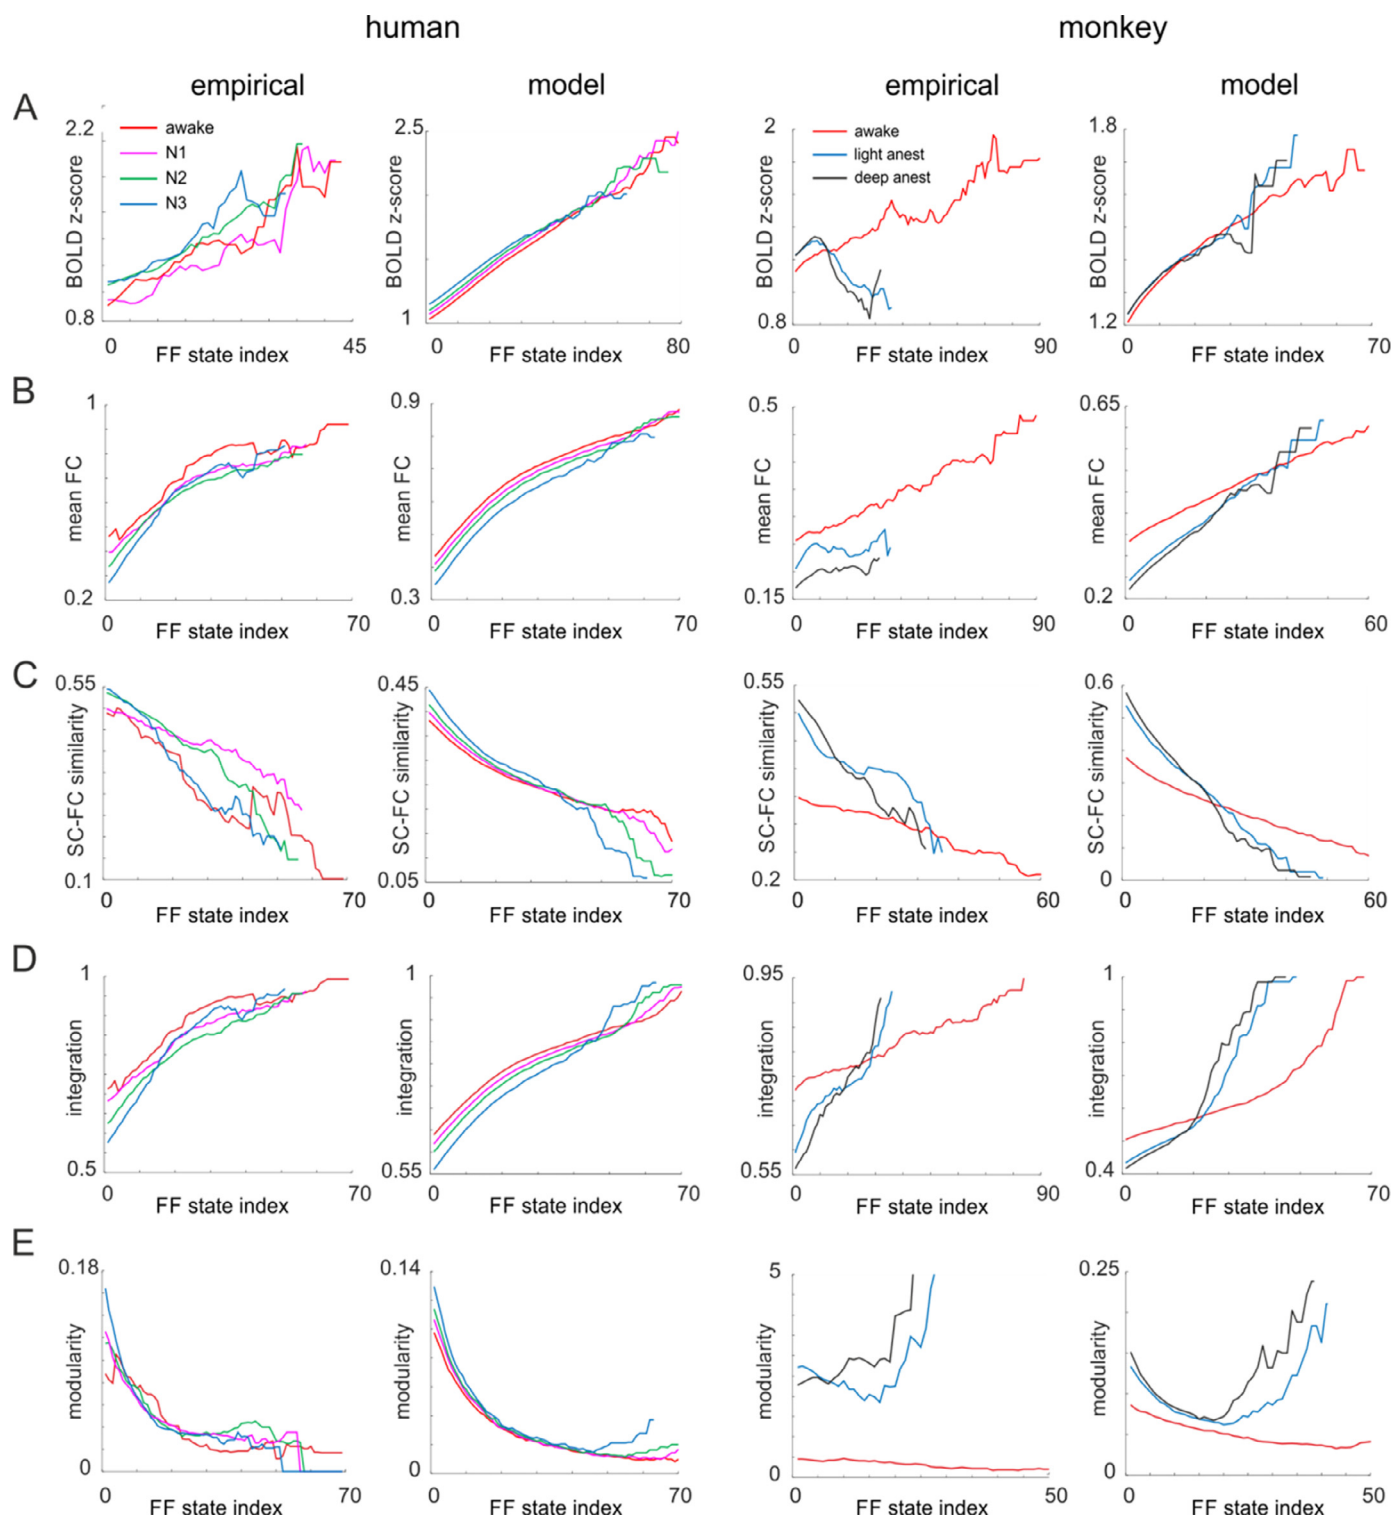 human monkey
empirical model empirical model
A
2.2 2.5 2 1.8
awake
N1
N2
N3
awake
light anest
deep anest
BOLD z-score BOLD z-score BOLD z-score BOLD z-score
0.8 1 0.8 1.2
0 45 0 80 0 90 0 70
FF state index FF state index FF state index FF state index
B
1 0.9 0.5 0.65
mean FC mean FC mean FC mean FC
0.2 0.3 0.15 0.2
0 70 0 70 0 90 0 60
FF state index FF state index FF state index FF state index
C
0.55 0.45 0.55 0.6
SC-FC similarity SC-FC similarity SC-FC similarity SC-FC similarity
0.1 0.05 0.2 0
0 70 0 70 0 60 0 60
FF state index FF state index FF state index FF state index
D
1 1 0.95 1
integration integration integration integration
0.5 0.55 0.55 0.4
0 70 0 70 0 90 0 70
FF state index FF state index FF state index FF state index
E
0.18 0.14 5 0.25
modularity modularity modularity modularity
0 0 0 0
0 70 0 80 0 50 0 50
FF state index FF state index FF state index FF state index